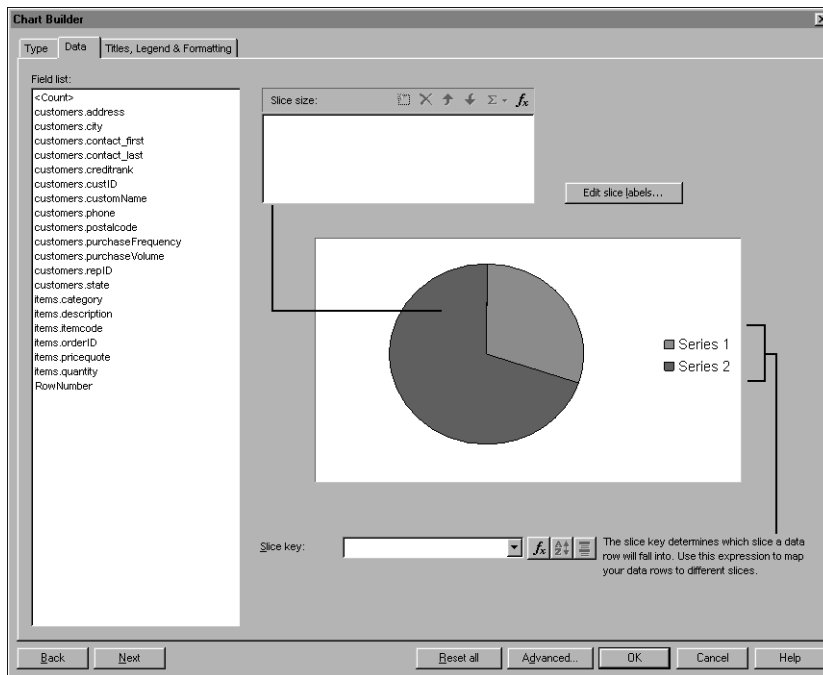 Chart Builder
Type
Data
Titles, Legend & Formatting
Field list:
<Count>
customers.address
customers.city
customers.contact_first
customers.contact_last
customers.creditrank
customers.custID
customers.customName
customers.phone
customers.postalcode
customers.purchaseFrequency
customers.purchaseVolume
customers.repID
customers.state
items.category
items.description
items.itemcode
items.orderID
items.pricequote
items.quantity
RowNumber
Slice size:
Σ
fx
Edit slice labels...
Series 1
Series 2
Slice key:
fx
A
Z
The slice key determines which slice a data
row will fall into. Use this expression to map
your data rows to different slices.
Back
Next
Reset all
Advanced...
OK
Cancel
Help